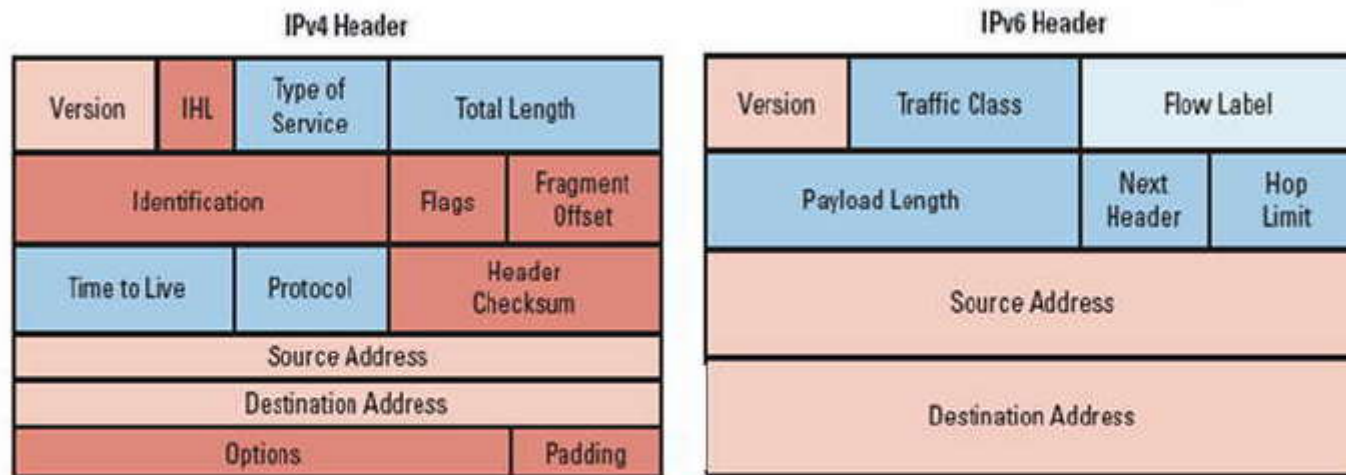 IPv4 Header
Version
IHL
Type of
Service
Total Length
Identification
Flags
Fragment
Offset
Time to Live
Protocol
Header
Checksum
Source Address
Destination Address
Options
Padding
IPv6 Header
Version
Traffic Class
Flow Label
Payload Length
Next
Header
Hop
Limit
Source Address
Destination Address